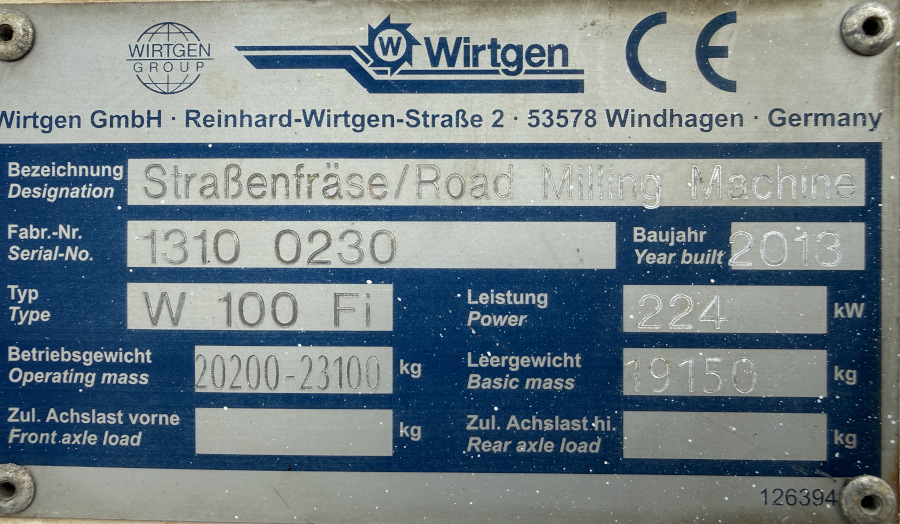 WIRTGEN
GROUP
W Wirtgen CE
Wirtgen GmbH · Reinhard-Wirtgen-Straße 2 · 53578 Windhagen · Germany
Bezeichnung
Designation
Straßenfräse/Road Milling Machine
Fabr.-Nr.
Serial-No.
1310 0230
Baujahr
Year built
2013
Typ
Type
W 100 Fi
Leistung
Power
224
kW
Betriebsgewicht
Operating mass
20200-23100
kg
Leergewicht
Basic mass
19150
kg
Zul. Achslast vorne
Front axle load
kg
Zul. Achslast hi.
Rear axle load
kg
126394